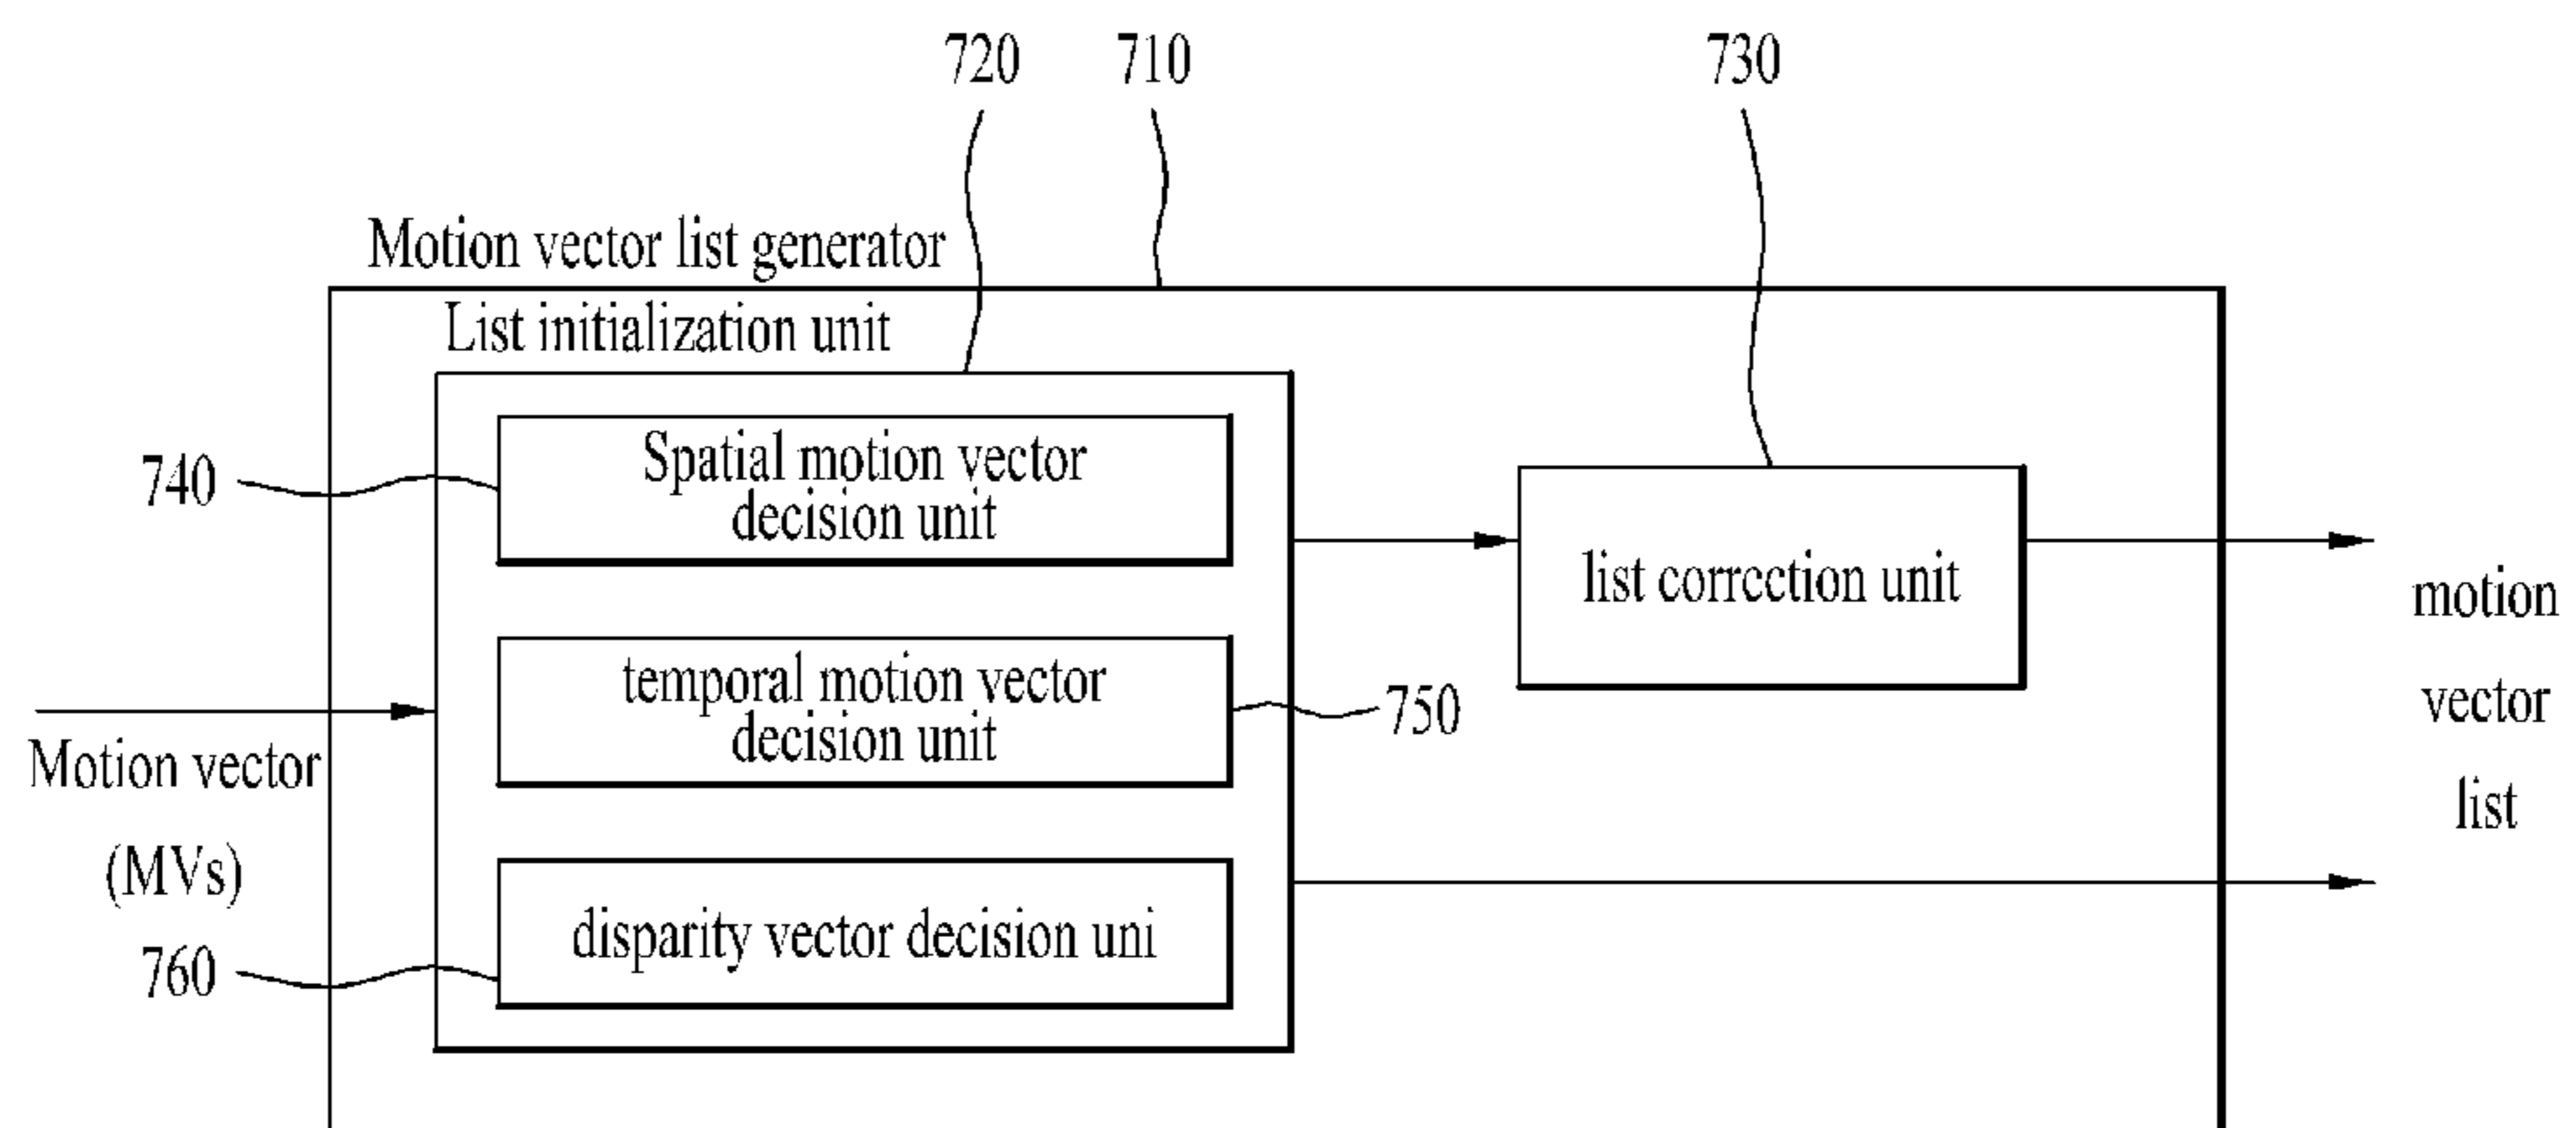 720 710 730
Motion vector list generator
List initialization unit
740
Spatial motion vector
decision unit
list correction unit
temporal motion vector
decision unit
750
Motion vector
(MVs)
disparity vector decision uni
760
motion
vector
list